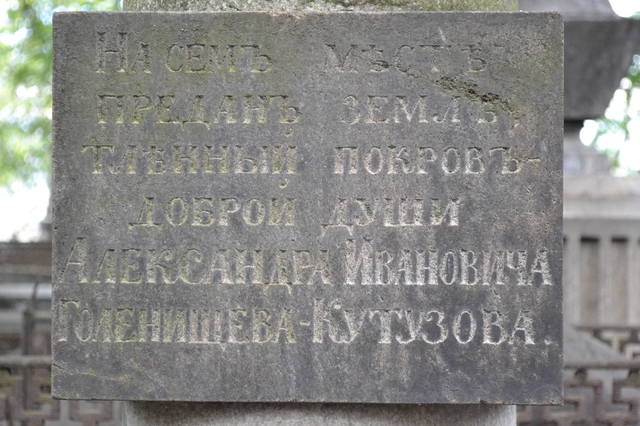 На семъ мѣстѣ
преданъ землѣ,
тлѣнный покровъ-
доброй души
Александра Ивановича
Голенищева-Кутузова.